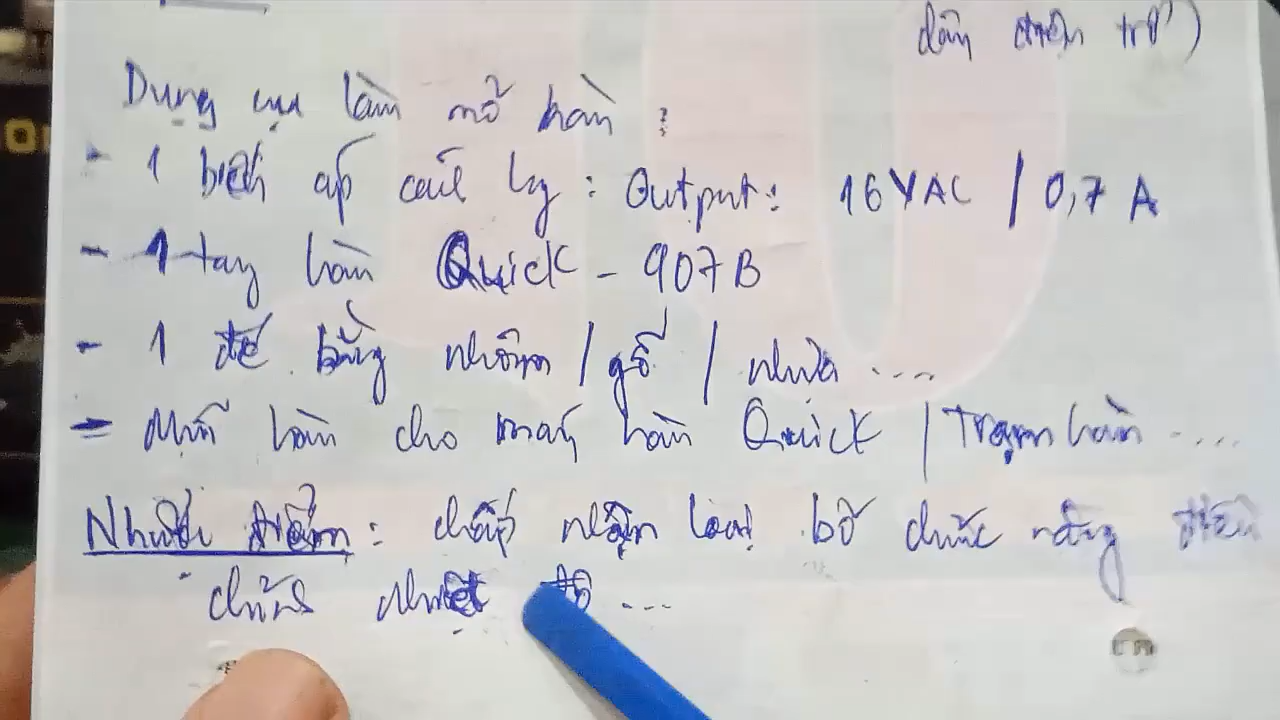 dây điện trở)
Dụng cụ làm mỏ hàn :
- 1 biến áp cách ly : Output : 16VAC / 0,7 A
- 1 tay hàn Quick - 907B
- 1 đế bằng nhôm / gỗ / nhựa ....
- Mũi hàn cho máy hàn Quick / Trạm hàn ....
Nhược điểm : chấp nhận loại bỏ chức năng điều
chỉnh nhiệt độ ...